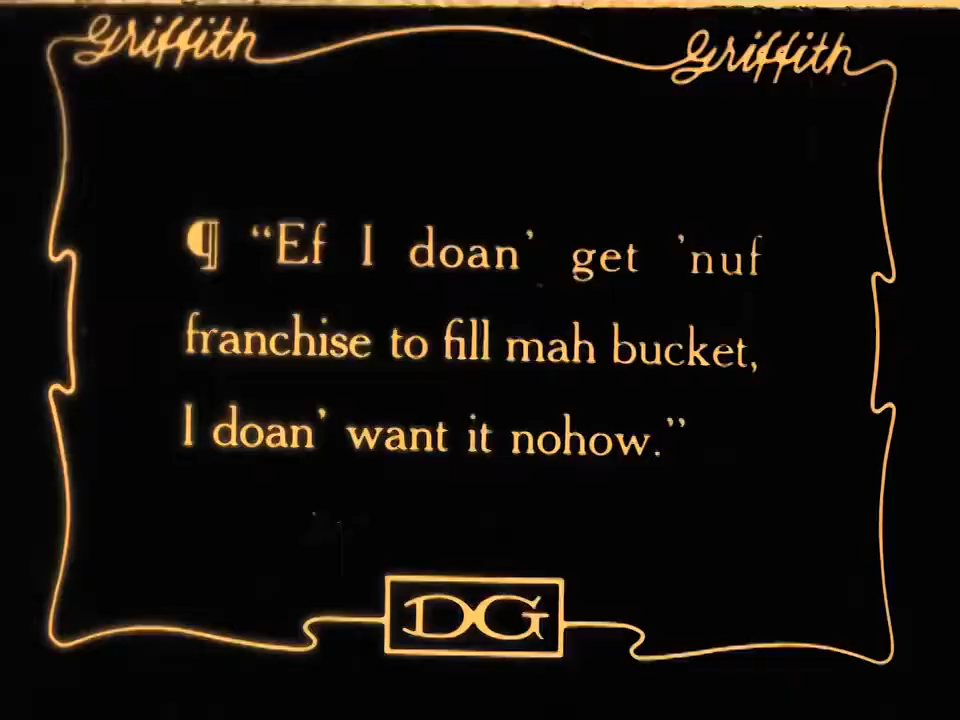 Griffith Griffith
¶ "Ef I doan' get 'nuf
franchise to fill mah bucket,
I doan' want it nohow."
DG